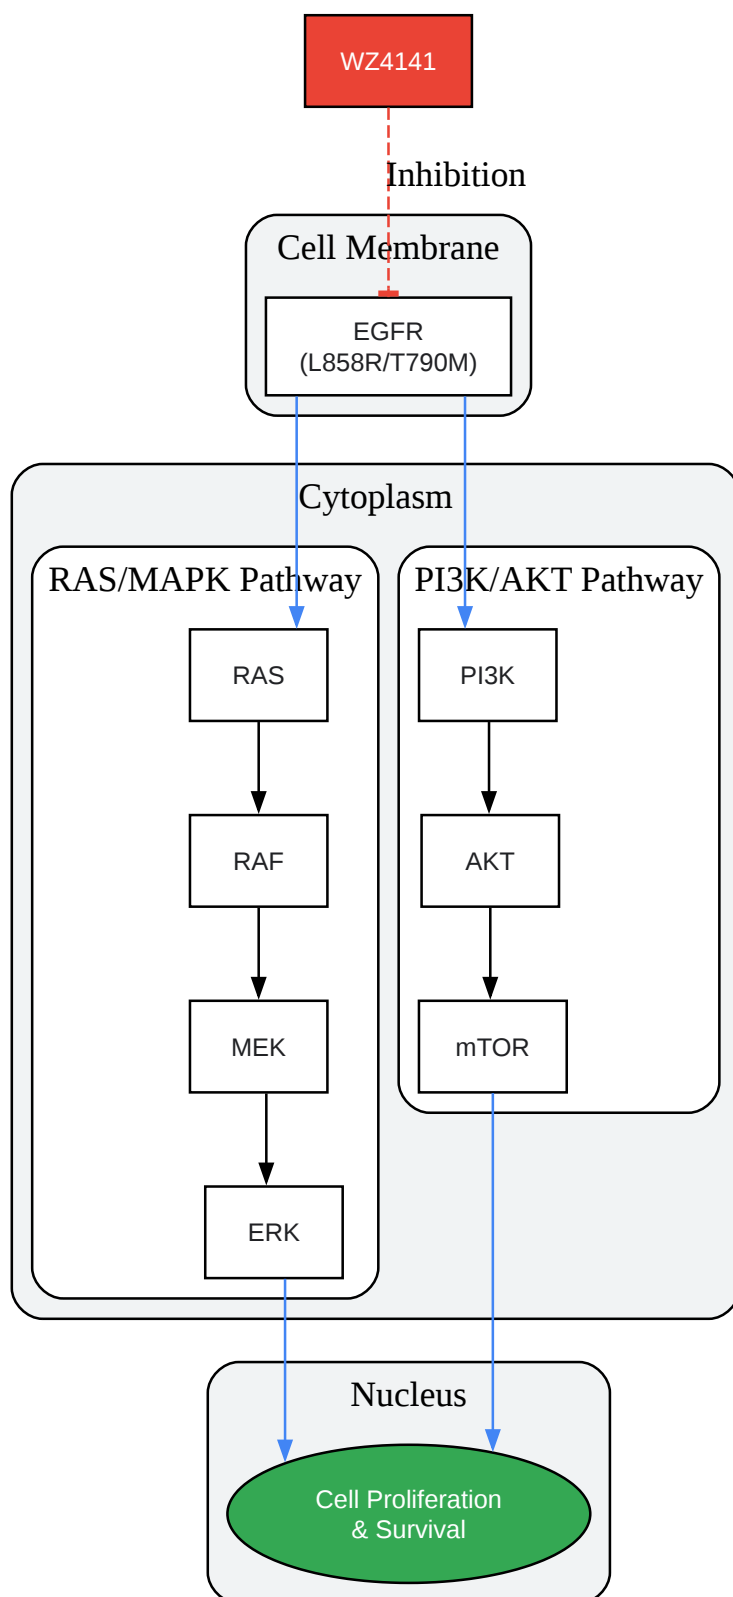 WZ4141
Inhibition
Cell Membrane
EGFR
(L858R/T790M)
Cytoplasm
RAS/MAPK Pathway
RAS
RAF
MEK
ERK
PI3K/AKT Pathway
PI3K
AKT
mTOR
Nucleus
Cell Proliferation
& Survival